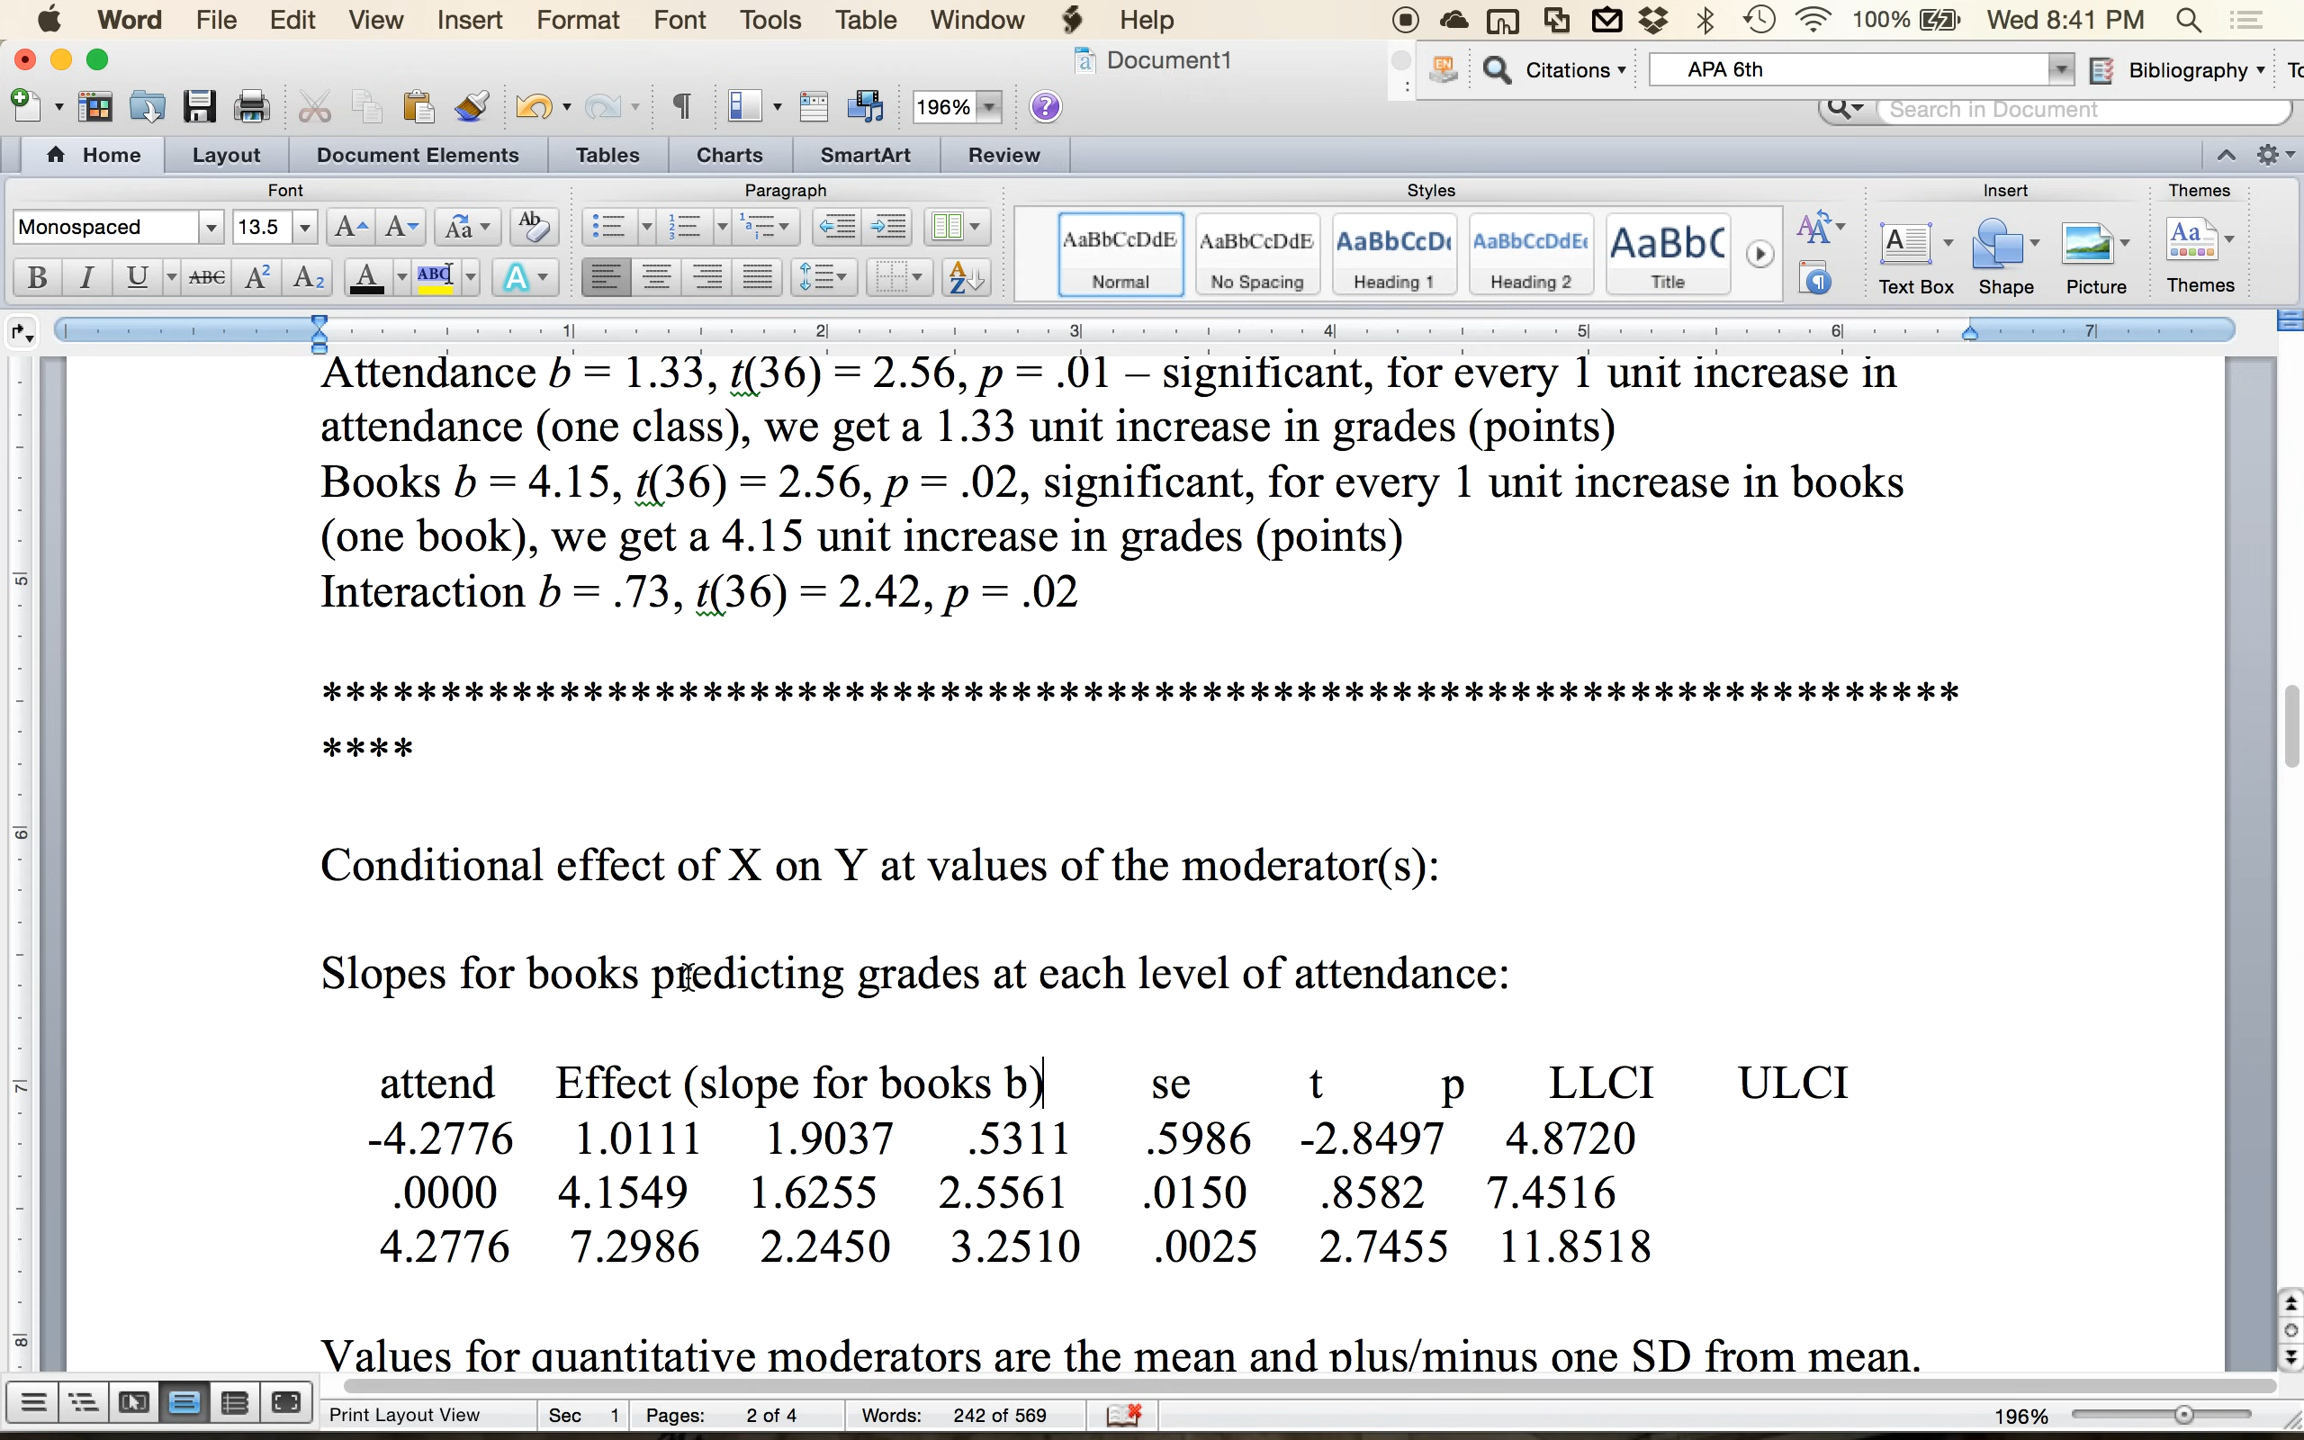 Word File Edit View Insert Format Font Tools Table Window Help 100% Wed 8:41 PM
Document1
EN Citations APA 6th Bibliography To
196% Search in Document
Home Layout Document Elements Tables Charts SmartArt Review
Font Paragraph Styles Insert Themes
Monospaced 13.5
AaBbCcDdE AaBbCcDdE AaBbCcD AaBbCcDdEe AaBbC
Normal No Spacing Heading 1 Heading 2 Title
Text Box Shape Picture Themes
1 2 3 4 5 6 7
Attendance b = 1.33, t(36) = 2.56, p = .01 – significant, for every 1 unit increase in
attendance (one class), we get a 1.33 unit increase in grades (points)
Books b = 4.15, t(36) = 2.56, p = .02, significant, for every 1 unit increase in books
(one book), we get a 4.15 unit increase in grades (points)
Interaction b = .73, t(36) = 2.42, p = .02
*********************************************************************
****
Conditional effect of X on Y at values of the moderator(s):
Slopes for books predicting grades at each level of attendance:
attend Effect (slope for books b) se t p LLCI ULCI
-4.2776 1.0111 1.9037 .5311 .5986 -2.8497 4.8720
.0000 4.1549 1.6255 2.5561 .0150 .8582 7.4516
4.2776 7.2986 2.2450 3.2510 .0025 2.7455 11.8518
Values for quantitative moderators are the mean and plus/minus one SD from mean.
Print Layout View Sec 1 Pages: 2 of 4 Words: 242 of 569 196%